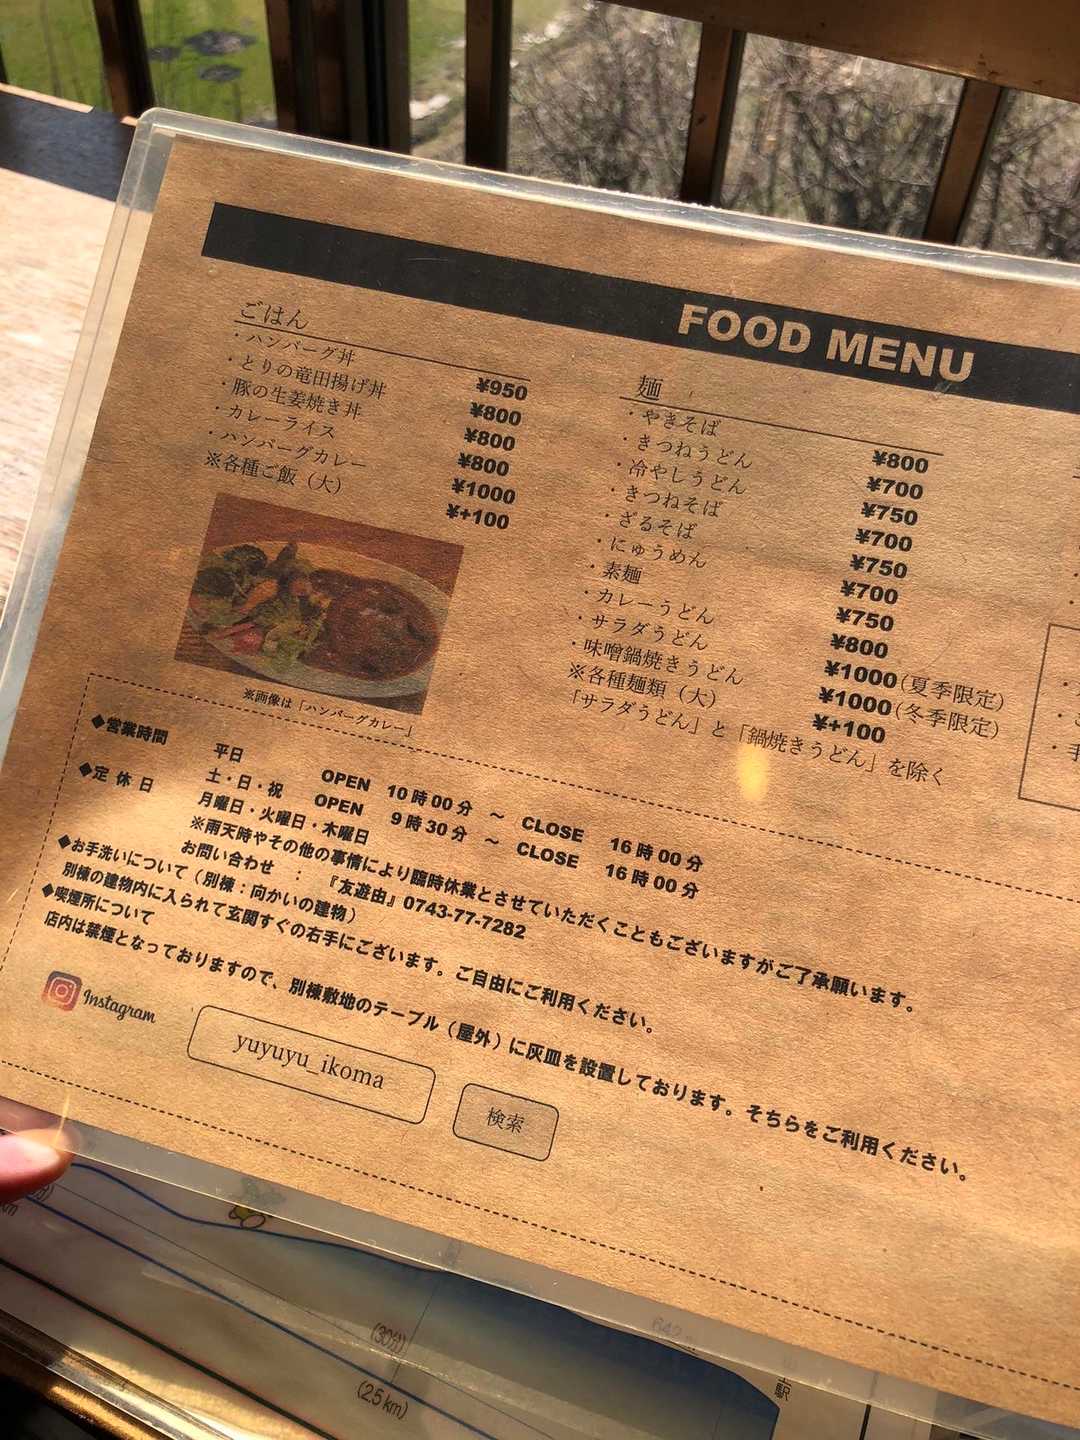 FOOD MENU
ごはん
・ハンバーグ丼 ¥950
・とりの竜田揚げ丼 ¥800
・豚の生姜焼き丼 ¥800
・カレーライス ¥800
・ハンバーグカレー ¥1000
※各種ご飯（大） ¥+100
※画像は「ハンバーグカレー」
麺
・やきそば ¥800
・きつねうどん ¥700
・冷やしうどん ¥750
・きつねそば ¥700
・ざるそば ¥750
・にゅうめん ¥700
・素麺 ¥750
・カレーうどん ¥800
・サラダうどん ¥1000(夏季限定)
・味噌鍋焼きうどん ¥1000(冬季限定)
※各種麺類（大） ¥+100
「サラダうどん」と「鍋焼きうどん」を除く
◆営業時間 平日 OPEN 10時00分 ～ CLOSE 16時00分
土・日・祝 OPEN 9時30分 ～ CLOSE 16時00分
◆定休日 月曜日・火曜日・木曜日
※雨天時やその他の事情により臨時休業とさせていただくこともございますがご了承願います。
お問い合わせ ： 『友遊由』0743-77-7282
◆お手洗いについて（別棟：向かいの建物）
別棟の建物内に入られて玄関すぐの右手にございます。ご自由にご利用ください。
◆喫煙所について
店内は禁煙となっておりますので、別棟敷地のテーブル（屋外）に灰皿を設置しております。そちらをご利用ください。
Instagram
yuyuyu_ikoma
検索
(30分)
(2.5km)